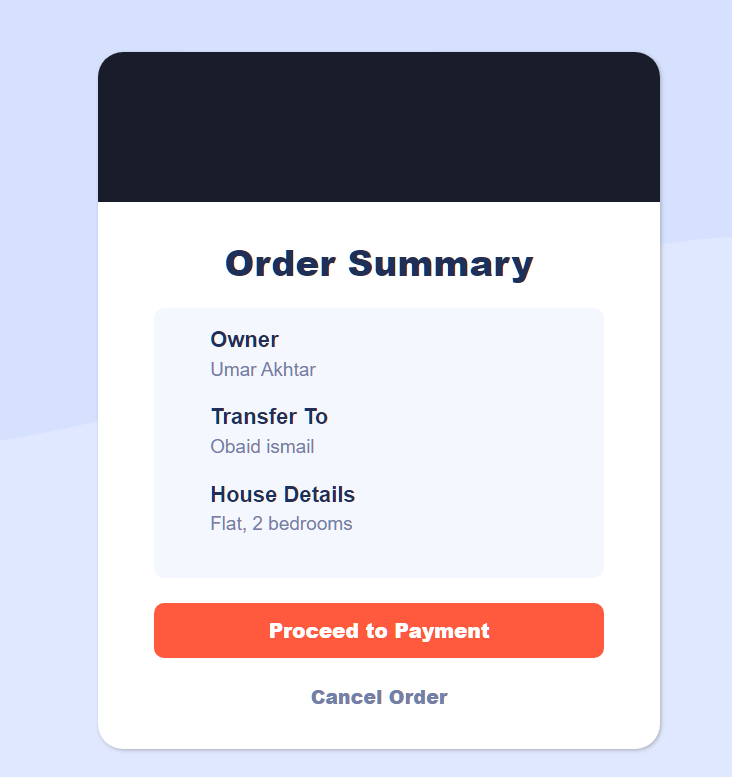 Order Summary
Owner
Umar Akhtar
Transfer To
Obaid ismail
House Details
Flat, 2 bedrooms
Proceed to Payment
Cancel Order